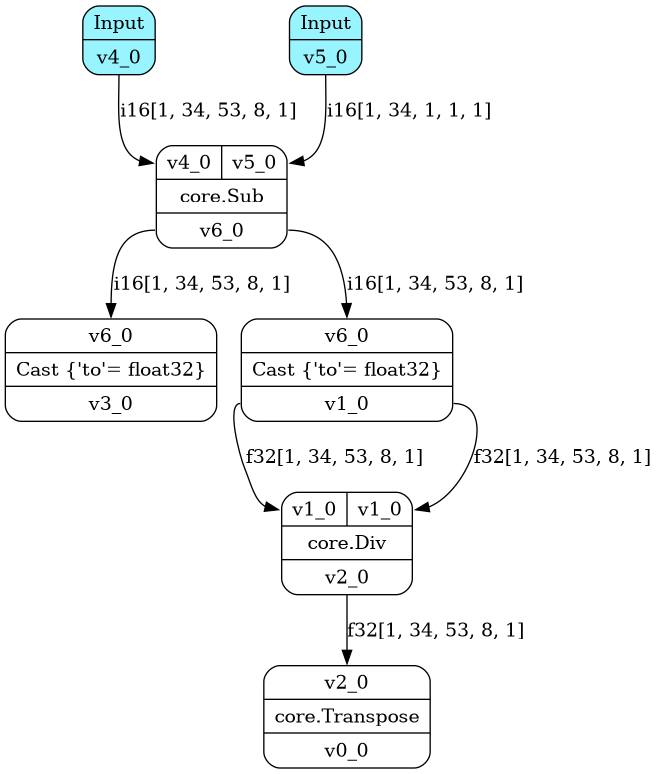 Input
v4_0
Input
v5_0
i16[1, 34, 53, 8, 1]
i16[1, 34, 1, 1, 1]
v4_0 v5_0
core.Sub
v6_0
i16[1, 34, 53, 8, 1]
i16[1, 34, 53, 8, 1]
v6_0
Cast {'to'= float32}
v3_0
v6_0
Cast {'to'= float32}
v1_0
f32[1, 34, 53, 8, 1]
f32[1, 34, 53, 8, 1]
v1_0 v1_0
core.Div
v2_0
f32[1, 34, 53, 8, 1]
v2_0
core.Transpose
v0_0